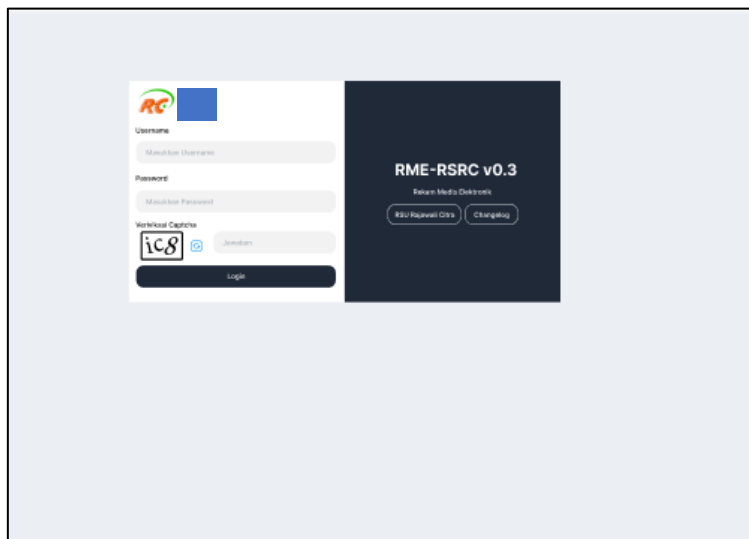 RC
Username
Masukkan Username
Password
Masukkan Password
Verivikasi Captcha
ic8
Jawaban
Login
RME-RSRC v0.3
Rekam Medis Elektronik
RSU Rajawali Citra
Changelog